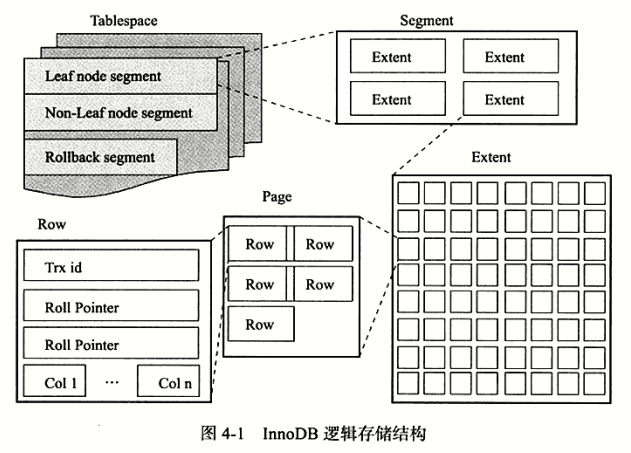 Tablespace
Leaf node segment
Non-Leaf node segment
Rollback segment
Segment
Extent Extent
Extent Extent
Extent
Page
Row Row
Row Row
Row
Row
Trx id
Roll Pointer
Roll Pointer
Col 1 ... Col n
图 4-1 InnoDB 逻辑存储结构